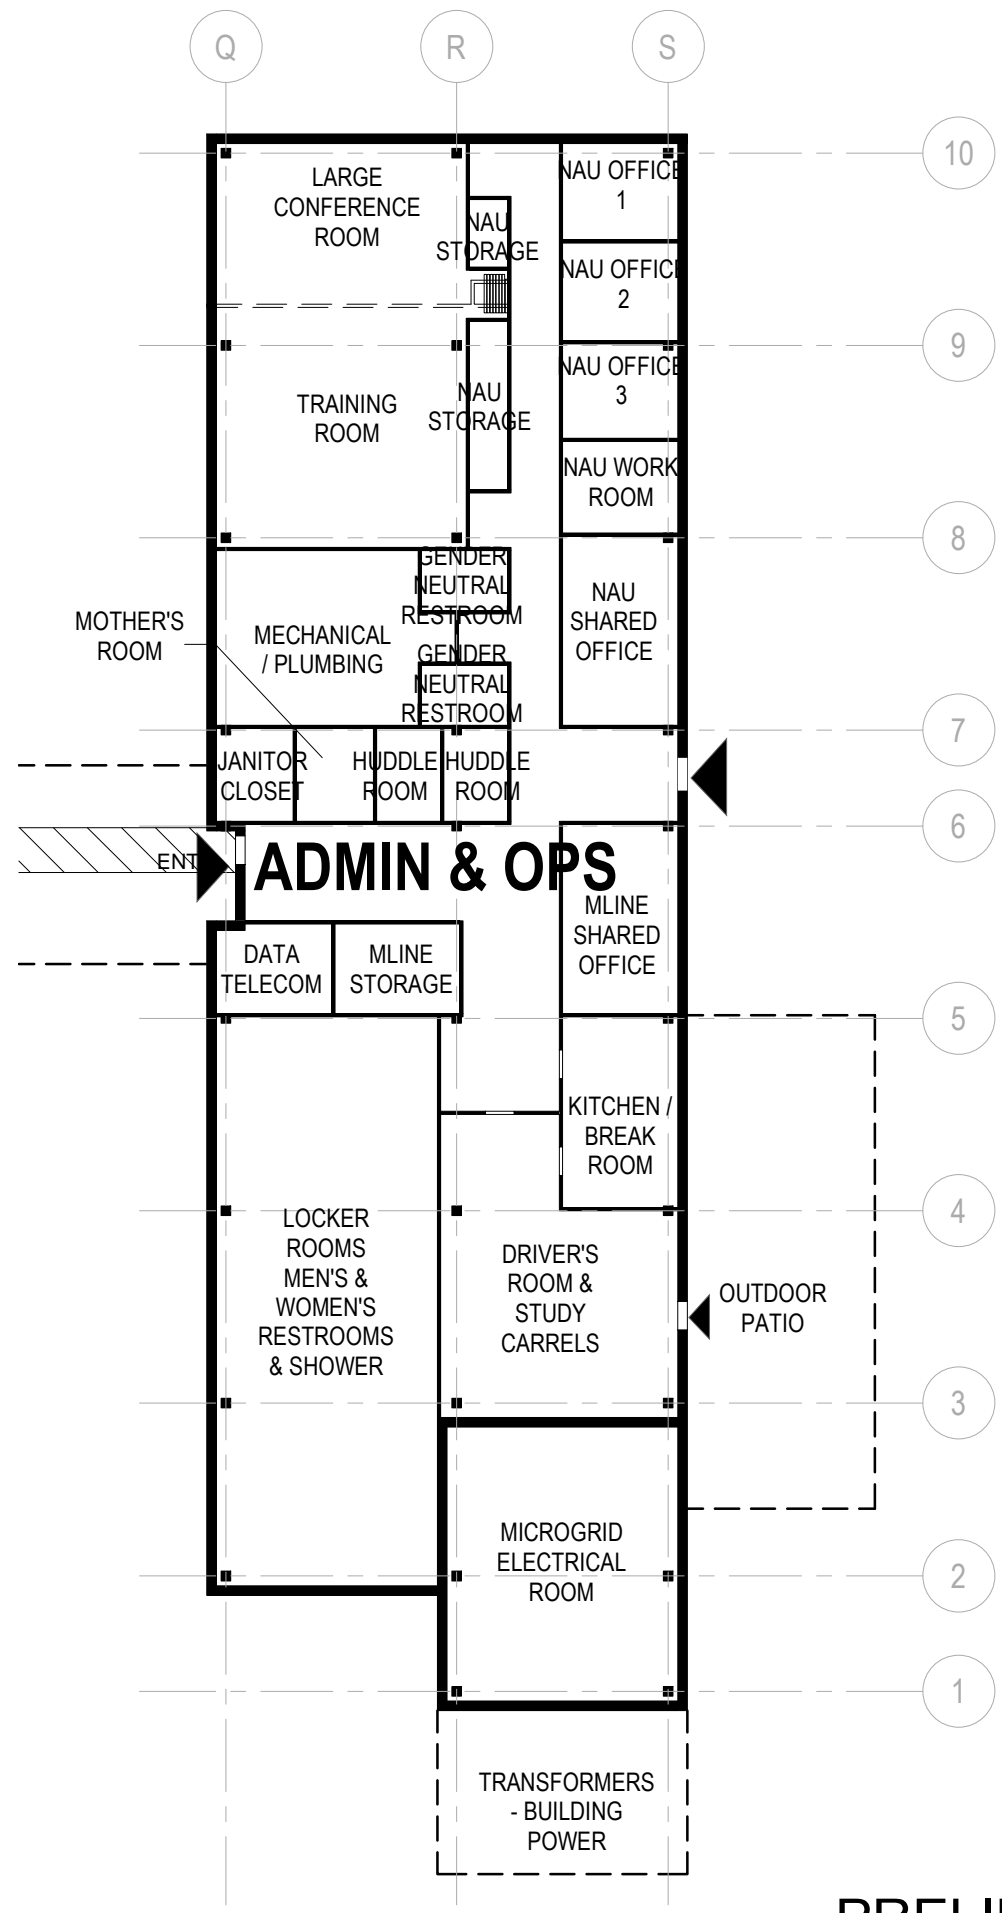 Q
R
S
10
LARGE
CONFERENCE
ROOM
NAU
STORAGE
NAU OFFICE
1
NAU OFFICE
2
9
NAU OFFICE
3
TRAINING
ROOM
NAU
STORAGE
NAU WORK
ROOM
8
GENDER
NEUTRAL
RESTROOM
NAU
SHARED
OFFICE
MOTHER'S
ROOM
MECHANICAL
/ PLUMBING
GENDER
NEUTRAL
RESTROOM
7
JANITOR
CLOSET
HUDDLE
ROOM
HUDDLE
ROOM
6
ENT
ADMIN & OPS
MLINE
SHARED
OFFICE
DATA
TELECOM
MLINE
STORAGE
5
KITCHEN /
BREAK
ROOM
4
LOCKER
ROOMS
MEN'S &
WOMEN'S
RESTROOMS
& SHOWER
DRIVER'S
ROOM &
STUDY
CARRELS
OUTDOOR
PATIO
3
MICROGRID
ELECTRICAL
ROOM
2
1
TRANSFORMERS
- BUILDING
POWER